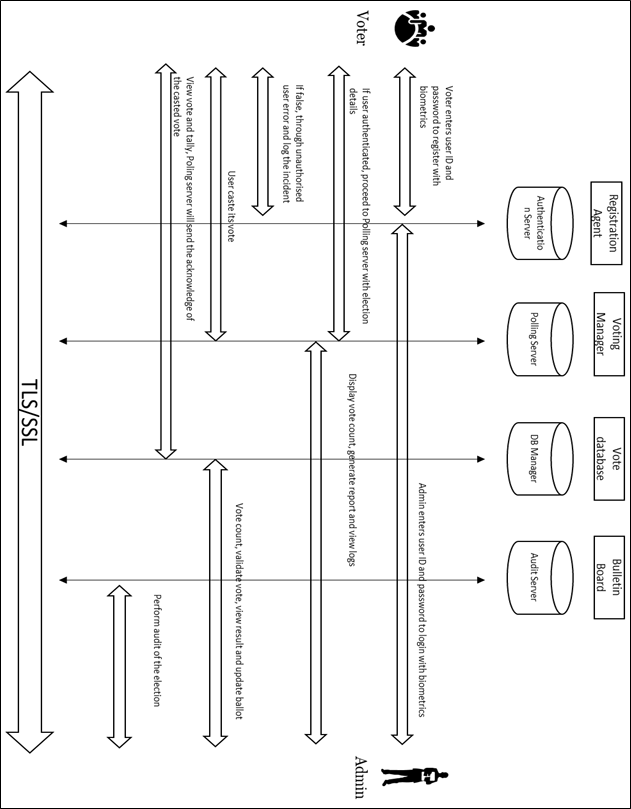 Registration
Agent
Voting
Manager
Vote
database
Bulletin
Board
Authenticatio
n Server
Polling Server
DB Manager
Audit Server
Voter
Admin
Voter enters user ID and
password to register with
biometrics
Admin enters user ID and password to login with biometrics
If user authenticated, proceed to Polling server with election
details
Display vote count, generate report and view logs
If false, through unauthorised
user error and log the incident
User caste its vote
Vote count, validate vote, view result and update ballot
View vote and tally, Poling server will send the acknowledge of
the casted vote
Perform audit of the election
TLS/SSL